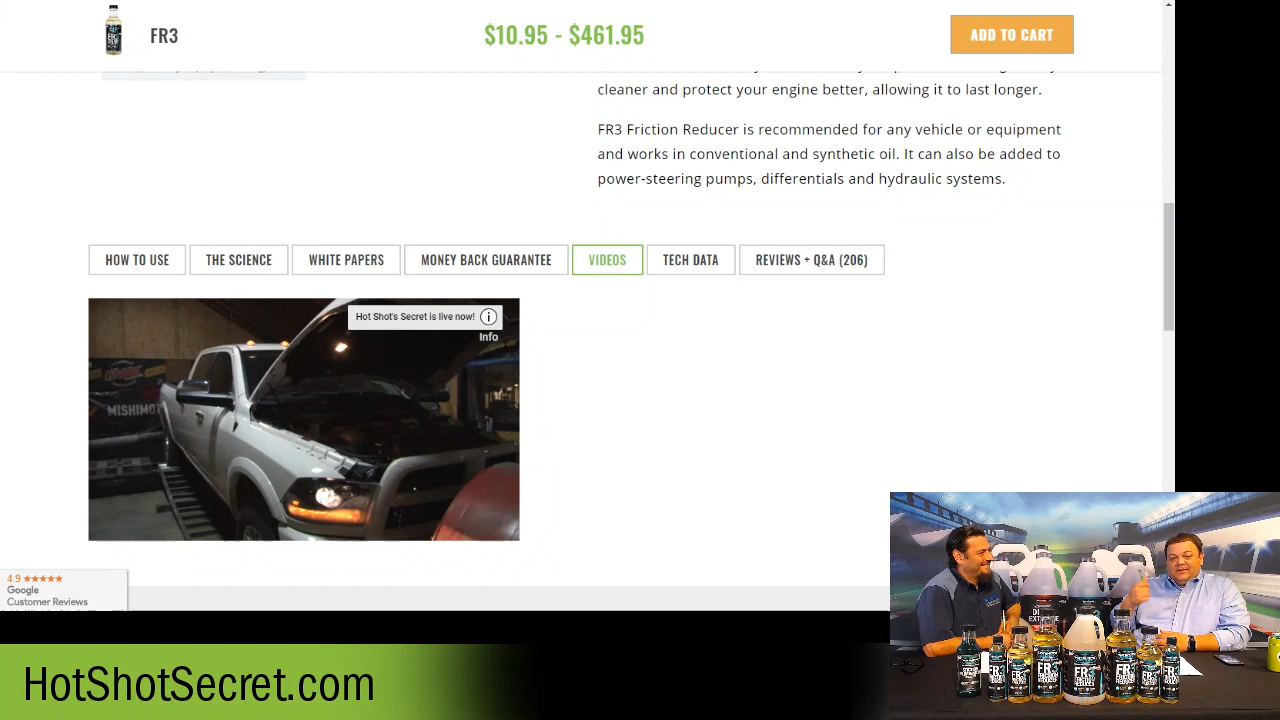 FR3
$10.95 - $461.95
ADD TO CART
cleaner and protect your engine better, allowing it to last longer.
FR3 Friction Reducer is recommended for any vehicle or equipment
and works in conventional and synthetic oil. It can also be added to
power-steering pumps, differentials and hydraulic systems.
HOW TO USE
THE SCIENCE
WHITE PAPERS
MONEY BACK GUARANTEE
VIDEOS
TECH DATA
REVIEWS + Q&A (206)
Hot Shot's Secret is live now!
Info
MISHIMOT
4.9
Google
Customer Reviews
FR3
FR3
HotShotSecret.com